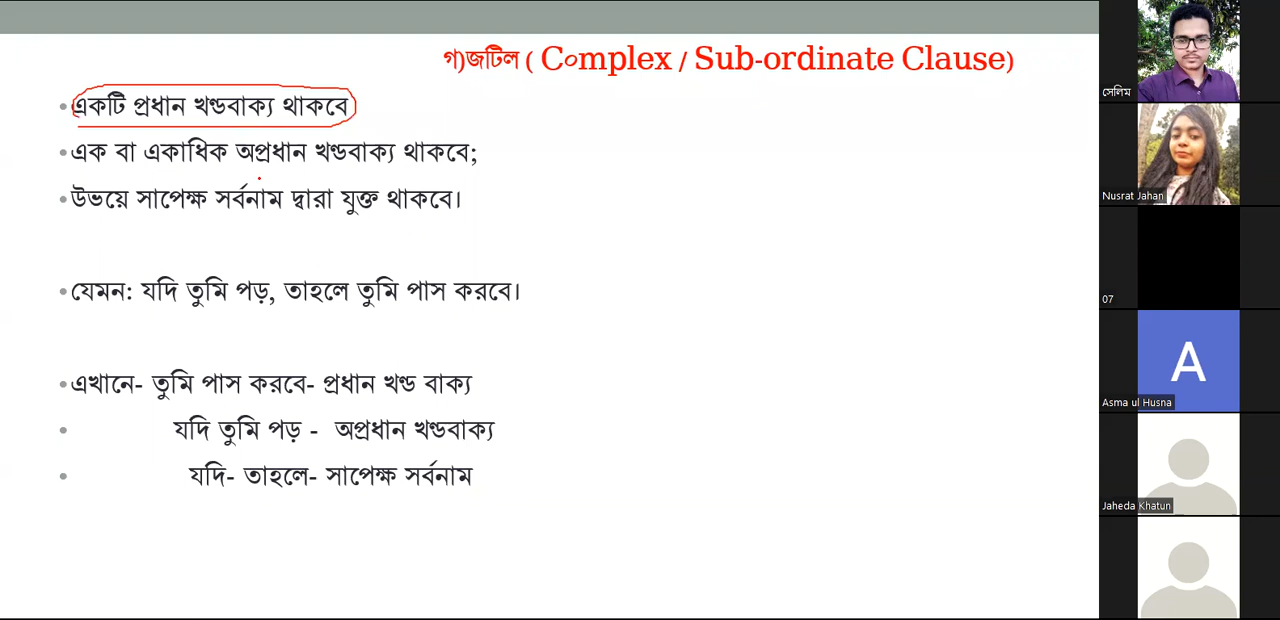 গ)জটিল ( Complex / Sub-ordinate Clause)
•একটি প্রধান খন্ডবাক্য থাকবে
•এক বা একাধিক অপ্রধান খন্ডবাক্য থাকবে;
•উভয়ে সাপেক্ষ সর্বনাম দ্বারা যুক্ত থাকবে।
•যেমন: যদি তুমি পড়, তাহলে তুমি পাস করবে।
•এখানে- তুমি পাস করবে- প্রধান খন্ড বাক্য
• যদি তুমি পড় - অপ্রধান খন্ডবাক্য
• যদি- তাহলে- সাপেক্ষ সর্বনাম
সেলিম
Nusrat Jahan
07
A
Asma ul Husna
Jaheda Khatun